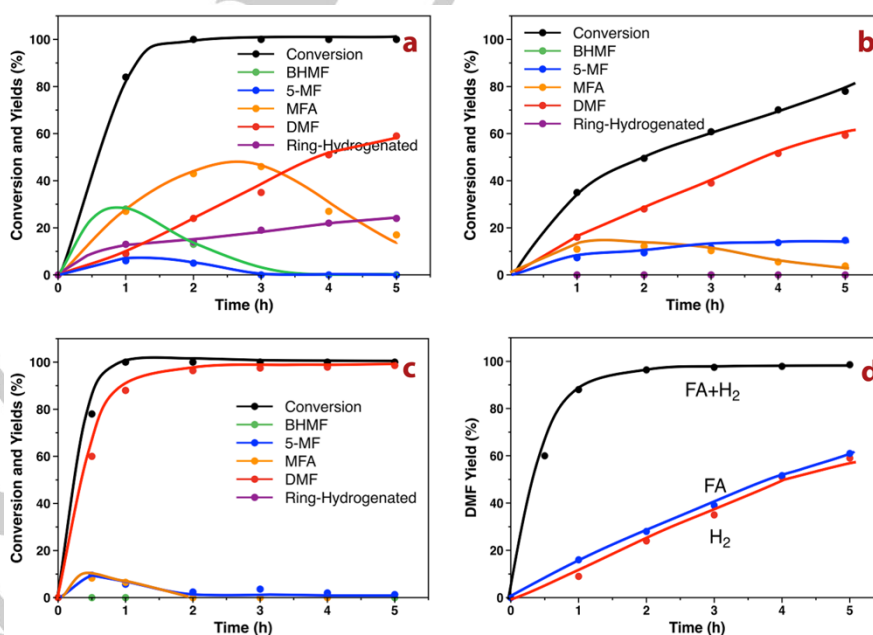 a
Conversion and Yields (%)
100
80
60
40
20
0
0 1 2 3 4 5
Time (h)
Conversion
BHMF
5-MF
MFA
DMF
Ring-Hydrogenated
b
Conversion and Yields (%)
100
80
60
40
20
0
0 1 2 3 4 5
Time (h)
Conversion
BHMF
5-MF
MFA
DMF
Ring-Hydrogenated
c
Conversion and Yields (%)
100
80
60
40
20
0
0 1 2 3 4 5
Time (h)
Conversion
BHMF
5-MF
MFA
DMF
Ring-Hydrogenated
d
DMF Yield (%)
100
80
60
40
20
0
0 1 2 3 4 5
Time (h)
FA+H₂
FA
H₂